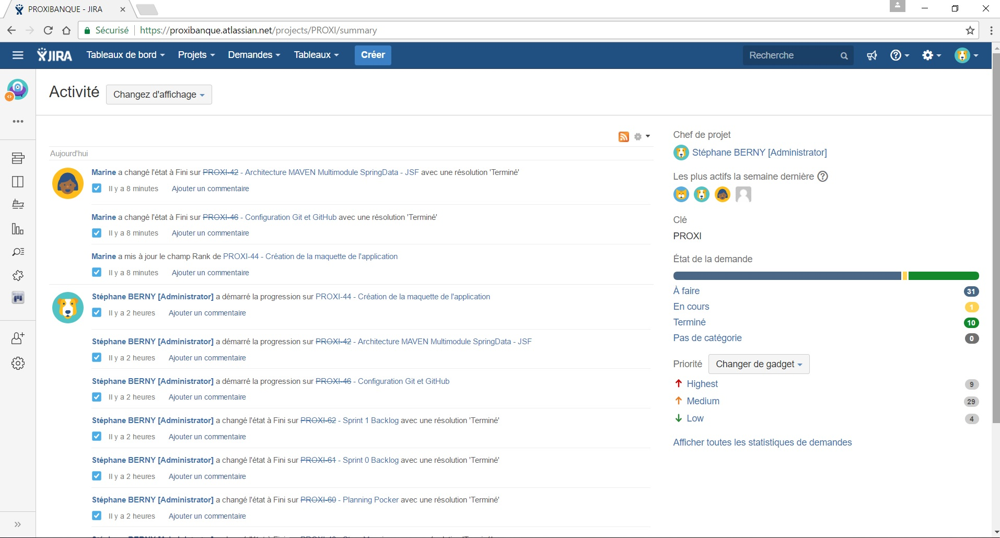 PROXIBANQUE - JIRA
Sécurisé https://proxibanque.atlassian.net/projects/PROXI/summary
JIRA Tableaux de bord Projets Demandes Tableaux Créer Recherche
Activité Changez d'affichage
Aujourd'hui
Marine a changé l'état à Fini sur PROXI-42 - Architecture MAVEN Multimodule SpringData - JSF avec une résolution 'Terminé'
Il y a 8 minutes Ajouter un commentaire
Marine a changé l'état à Fini sur PROXI-46 - Configuration Git et GitHub avec une résolution 'Terminé'
Il y a 8 minutes Ajouter un commentaire
Marine a mis à jour le champ Rank de PROXI-44 - Création de la maquette de l'application
Il y a 8 minutes Ajouter un commentaire
Stéphane BERNY [Administrator] a démarré la progression sur PROXI-44 - Création de la maquette de l'application
Il y a 2 heures Ajouter un commentaire
Stéphane BERNY [Administrator] a démarré la progression sur PROXI-42 - Architecture MAVEN Multimodule SpringData - JSF
Il y a 2 heures Ajouter un commentaire
Stéphane BERNY [Administrator] a démarré la progression sur PROXI-46 - Configuration Git et GitHub
Il y a 2 heures Ajouter un commentaire
Stéphane BERNY [Administrator] a changé l'état à Fini sur PROXI-62 - Sprint 1 Backlog avec une résolution 'Terminé'
Il y a 2 heures Ajouter un commentaire
Stéphane BERNY [Administrator] a changé l'état à Fini sur PROXI-61 - Sprint 0 Backlog avec une résolution 'Terminé'
Il y a 2 heures Ajouter un commentaire
Stéphane BERNY [Administrator] a changé l'état à Fini sur PROXI-60 - Planning Pocker avec une résolution 'Terminé'
Il y a 2 heures Ajouter un commentaire
Chef de projet
Stéphane BERNY [Administrator]
Les plus actifs la semaine dernière
Clé
PROXI
État de la demande
À faire 31
En cours 1
Terminé 10
Pas de catégorie 0
Priorité Changer de gadget
Highest 9
Medium 29
Low 4
Afficher toutes les statistiques de demandes